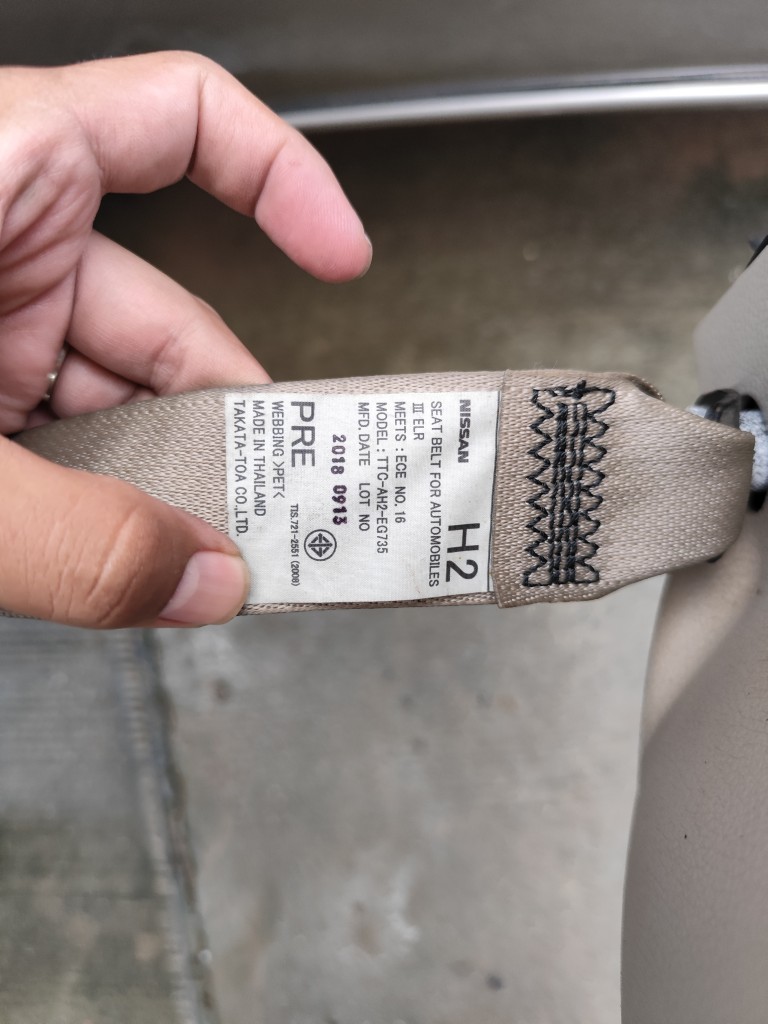 NISSAN H2
SEAT BELT FOR AUTOMOBILES
III ELR
MEETS : ECE NO. 16
MODEL : TTC-AH2-EG735
MFD. DATE LOT NO
2018 0913
PRE TIS.721-2551 (2008)
WEBBING >PET<
MADE IN THAILAND
TAKATA-TOA CO.,LTD.